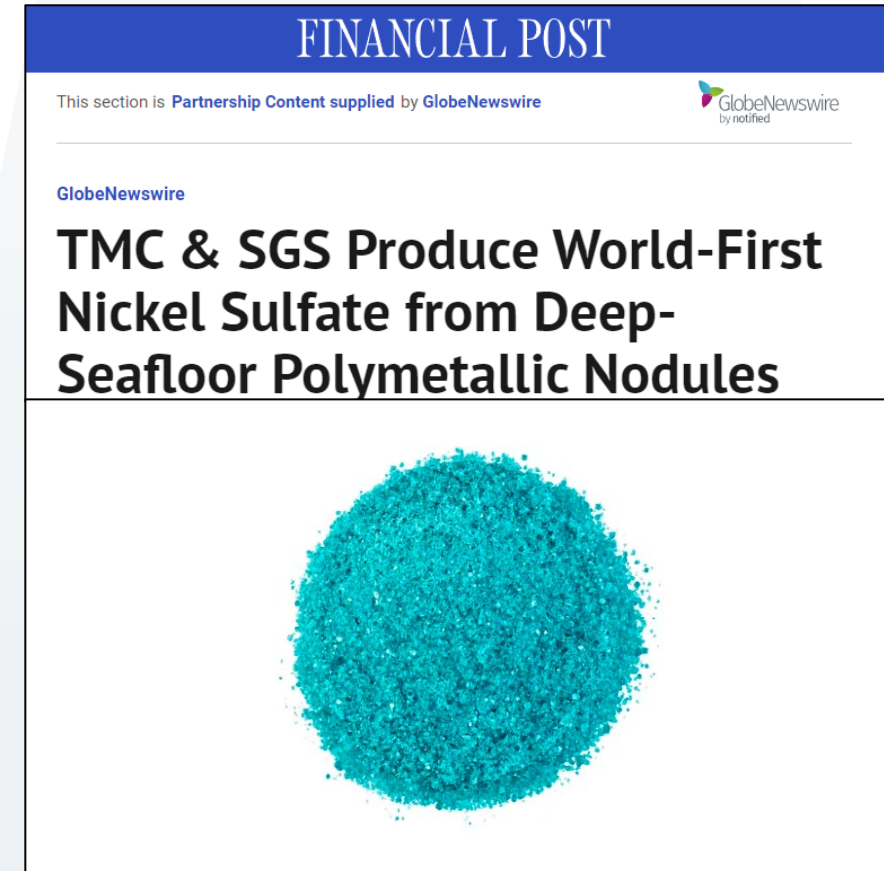 FINANCIAL POST
This section is Partnership Content supplied by GlobeNewswire
GlobeNewswire
by notified
GlobeNewswire
TMC & SGS Produce World-First
Nickel Sulfate from Deep-
Seafloor Polymetallic Nodules